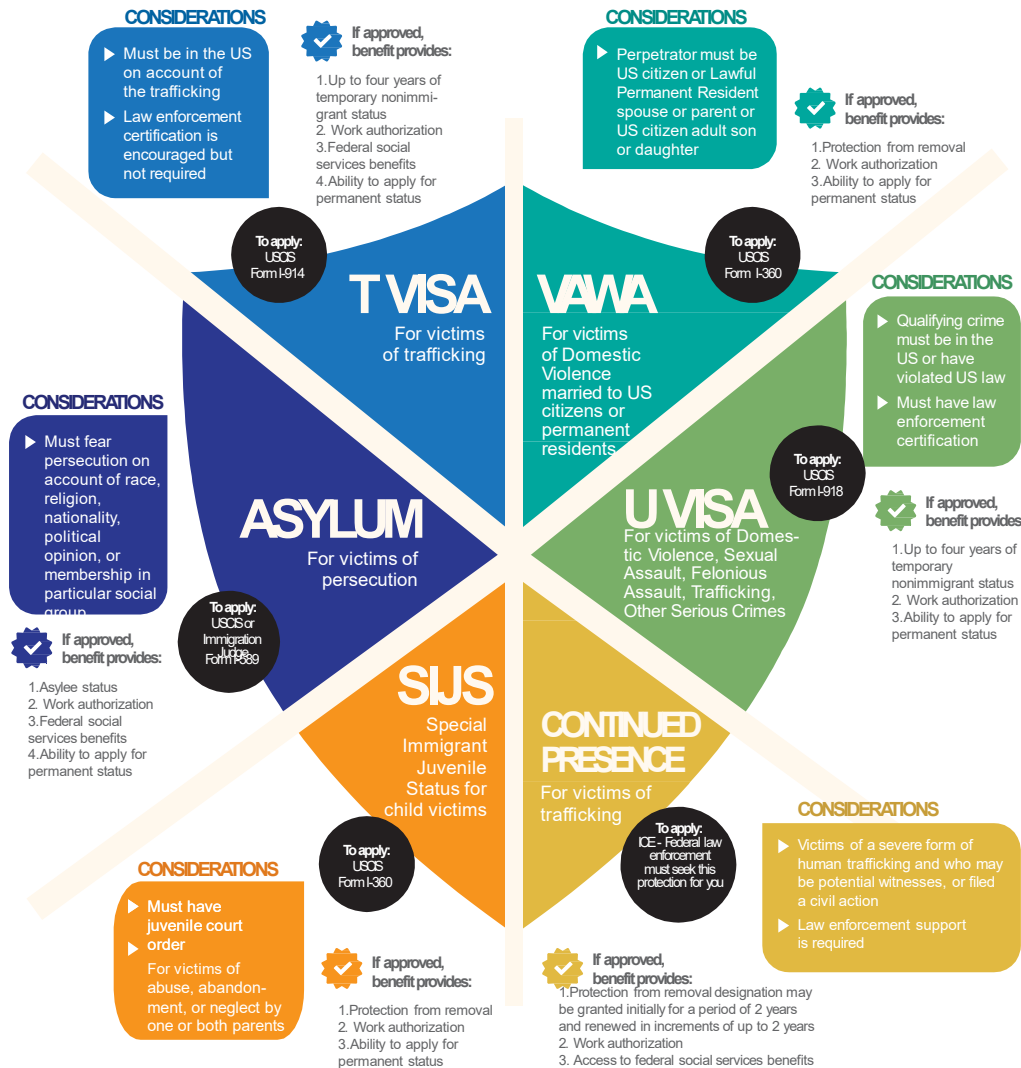 CONSIDERATIONS
Must be in the US
on account of
the trafficking
Law enforcement
certification is
encouraged but
not required
If approved,
benefit provides:
1.Up to four years of
temporary nonimmi-
grant status
2. Work authorization
3.Federal social
services benefits
4.Ability to apply for
permanent status
To apply:
USCIS
Form I-914
T VISA
For victims
of trafficking
CONSIDERATIONS
Perpetrator must be
US citizen or Lawful
Permanent Resident
spouse or parent or
US citizen adult son
or daughter
If approved,
benefit provides:
1.Protection from removal
2. Work authorization
3.Ability to apply for
permanent status
To apply:
USCIS
Form I-360
VAWA
For victims
of Domestic
Violence
married to US
citizens or
permanent
residents
CONSIDERATIONS
Qualifying crime
must be in the
US or have
violated US law
Must have law
enforcement
certification
To apply:
USCIS
Form I-918
If approved,
benefit provides
1.Up to four years of
temporary
nonimmigrant status
2. Work authorization
3.Ability to apply for
permanent status
U VISA
For victims of Domes-
tic Violence, Sexual
Assault, Felonious
Assault, Trafficking,
Other Serious Crimes
CONSIDERATIONS
Must fear
persecution on
account of race,
religion,
nationality,
political
opinion, or
membership in
particular social
group
ASYLUM
For victims of
persecution
To apply:
USCIS or
Immigration
Judge
Form I-589
If approved,
benefit provides:
1.Asylee status
2. Work authorization
3.Federal social
services benefits
4.Ability to apply for
permanent status
SIJS
Special
Immigrant
Juvenile
Status for
child victims
To apply:
USCIS
Form I-360
CONSIDERATIONS
Must have
juvenile court
order
For victims of
abuse, abandon-
ment, or neglect by
one or both parents
If approved,
benefit provides:
1.Protection from removal
2. Work authorization
3.Ability to apply for
permanent status
CONTINUED
PRESENCE
For victims of
trafficking
To apply:
ICE - Federal law
enforcement
must seek this
protection for you
CONSIDERATIONS
Victims of a severe form of
human trafficking and who may
be potential witnesses, or filed
a civil action
Law enforcement support
is required
If approved,
benefit provides:
1.Protection from removal designation may
be granted initially for a period of 2 years
and renewed in increments of up to 2 years
2. Work authorization
3. Access to federal social services benefits